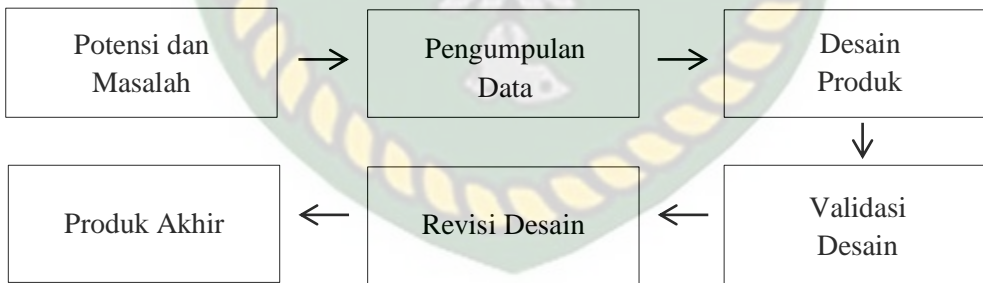 Potensi dan
Masalah
Pengumpulan
Data
Desain
Produk
Validasi
Desain
Revisi Desain
Produk Akhir